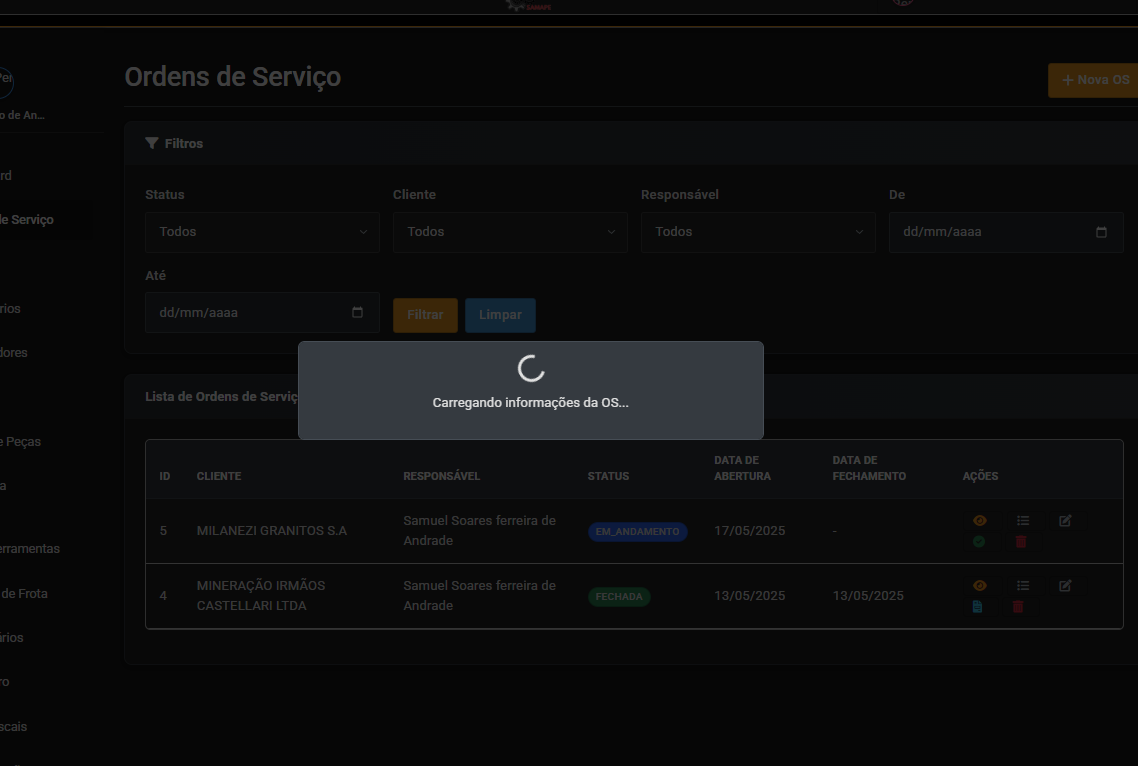 SAMAPE
Ordens de Serviço
+ Nova OS
o de An...
Filtros
rd
Status
Cliente
Responsável
De
de Serviço
Todos
Todos
Todos
dd/mm/aaaa
Até
rios
dd/mm/aaaa
Filtrar
Limpar
dores
Carregando informações da OS...
Lista de Ordens de Serviç
e Peças
ID
CLIENTE
RESPONSÁVEL
STATUS
DATA DE
ABERTURA
DATA DE
FECHAMENTO
AÇÕES
a
5
MILANEZI GRANITOS S.A
Samuel Soares ferreira de
Andrade
EM_ANDAMENTO
17/05/2025
-
erramentas
4
MINERAÇÃO IRMÃOS
CASTELLARI LTDA
Samuel Soares ferreira de
Andrade
FECHADA
13/05/2025
13/05/2025
de Frota
ários
ro
scais